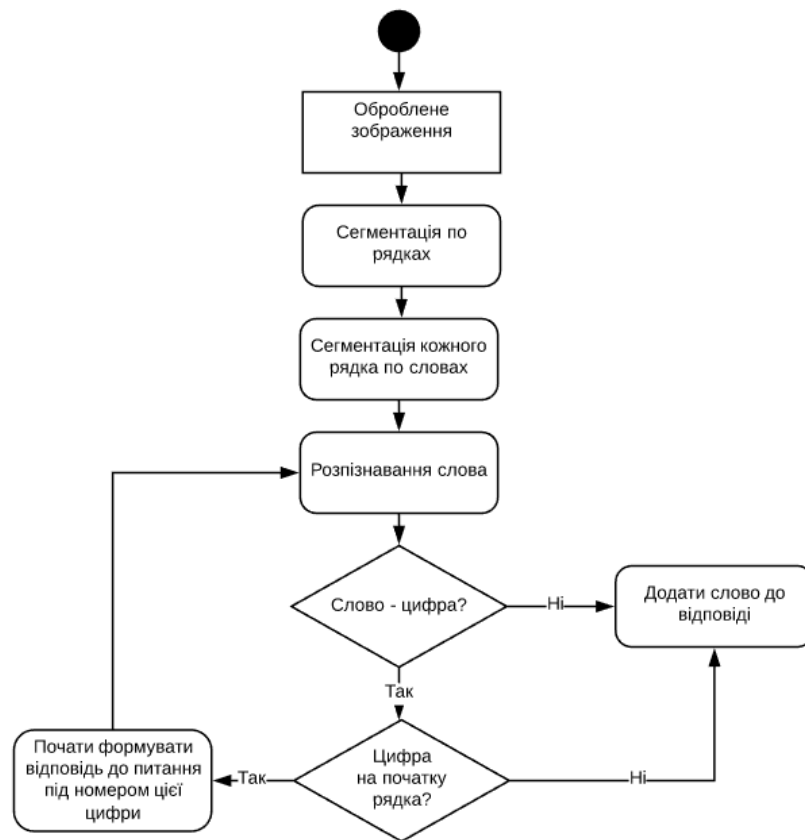 Оброблене
зображення
Сегментація по
рядках
Сегментація кожного
рядка по словах
Розпізнавання слова
Слово - цифра?
Ні
Додати слово до
відповіді
Так
Цифра
на початку
рядка?
Так
Ні
Почати формувати
відповідь до питання
під номером цієї
цифри